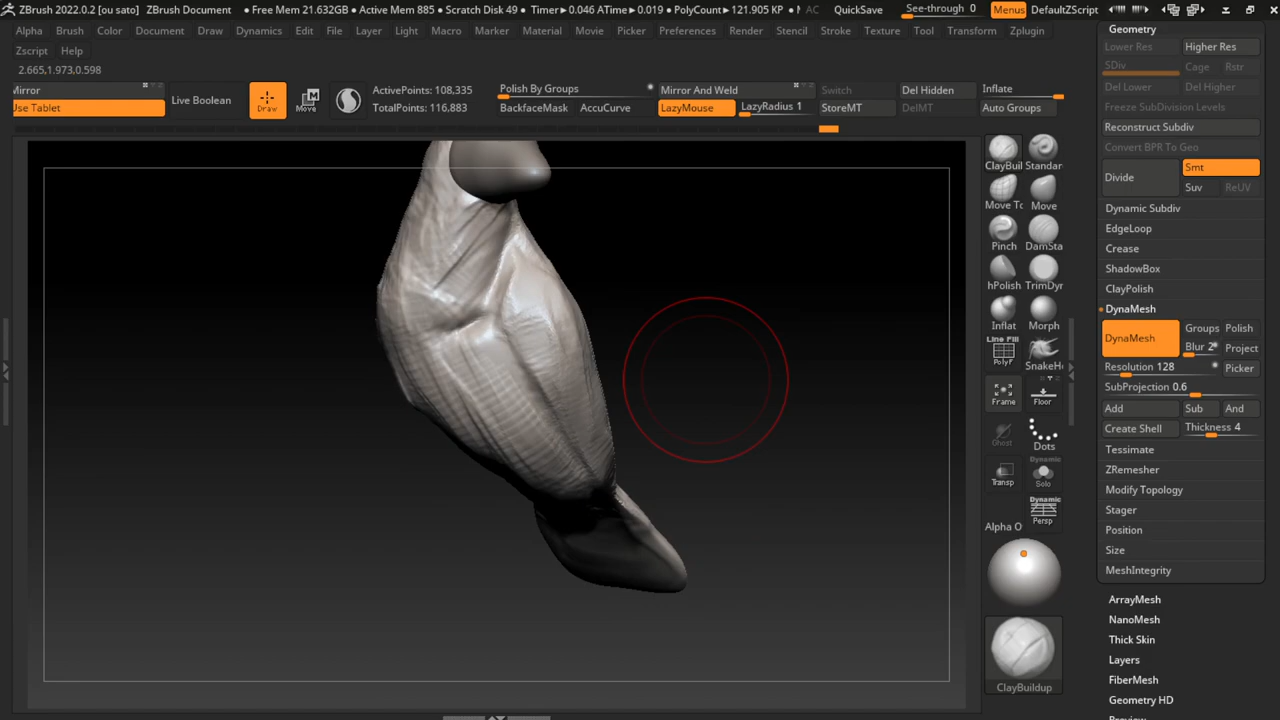 ZBrush 2022.0.2 [ou sato] ZBrush Document • Free Mem 21.632GB • Active Mem 885 • Scratch Disk 49 • Timer▸0.046 ATime▸0.019 • PolyCount▸121.905 KP • AC QuickSave See-through 0 Menus DefaultZScript
Alpha Brush Color Document Draw Dynamics Edit File Layer Light Macro Marker Material Movie Picker Preferences Render Stencil Stroke Texture Tool Transform Zplugin
Zscript Help
2.665,1.973,0.598
Mirror
Use Tablet
Live Boolean
Draw
Move
ActivePoints: 108,335
TotalPoints: 116,883
Polish By Groups
BackfaceMask AccuCurve
Mirror And Weld
LazyMouse LazyRadius 1
Switch
StoreMT DelMT
Del Hidden
Inflate
Auto Groups
ClayBuil Standar
Move To Move
Pinch DamSta
hPolish TrimDyr
Inflat Morph
Line Fill
PolyF SnakeHo
Frame Floor
Ghost Dots
Transp Dynamic
Solo
Dynamic
Persp
Alpha O
ClayBuildup
Geometry
Lower Res Higher Res
SDiv Cage Rstr
Del Lower Del Higher
Freeze SubDivision Levels
Reconstruct Subdiv
Convert BPR To Geo
Divide Smt
Suv ReUV
Dynamic Subdiv
EdgeLoop
Crease
ShadowBox
ClayPolish
DynaMesh
DynaMesh Groups Polish
Blur 2 Project
Resolution 128 Picker
SubProjection 0.6
Add Sub And
Create Shell Thickness 4
Tessimate
ZRemesher
Modify Topology
Stager
Position
Size
MeshIntegrity
ArrayMesh
NanoMesh
Thick Skin
Layers
FiberMesh
Geometry HD
Preview